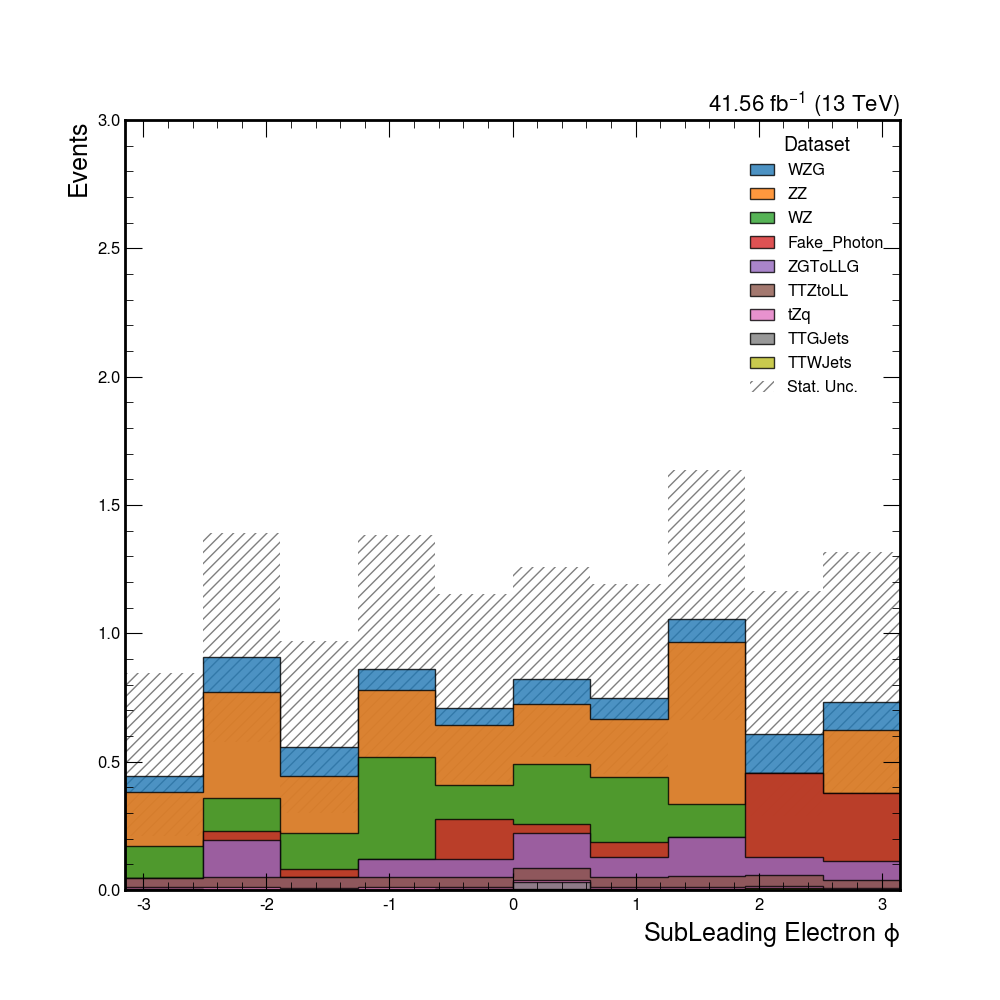 41.56 fb⁻¹ (13 TeV)
Events
3.0
2.5
2.0
1.5
1.0
0.5
0.0
Dataset
WZG
ZZ
WZ
Fake_Photon
ZGToLLG
TTZtoLL
tZq
TTGJets
TTWJets
Stat. Unc.
-3 -2 -1 0 1 2 3
SubLeading Electron ϕ